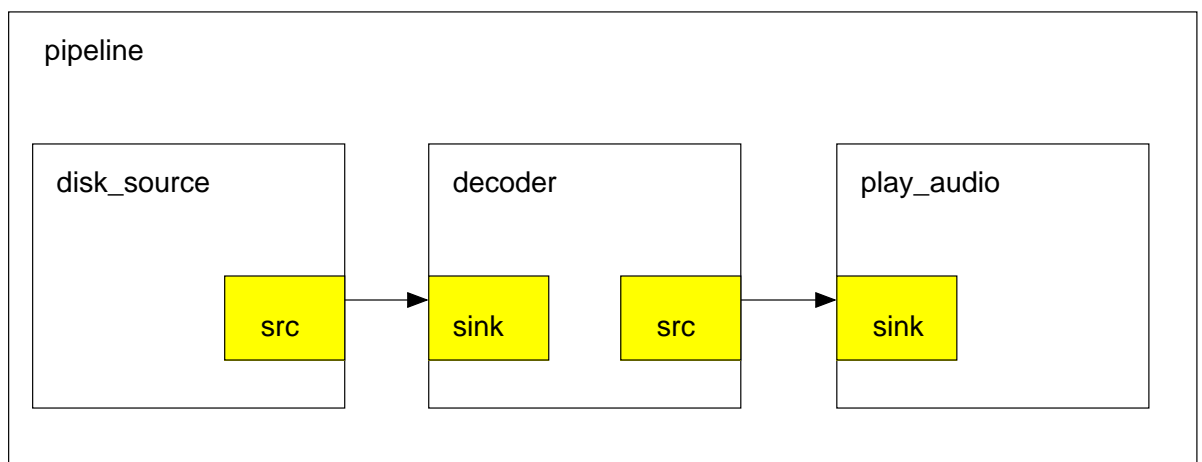 pipeline
disk_source
decoder
play_audio
src
sink
src
sink